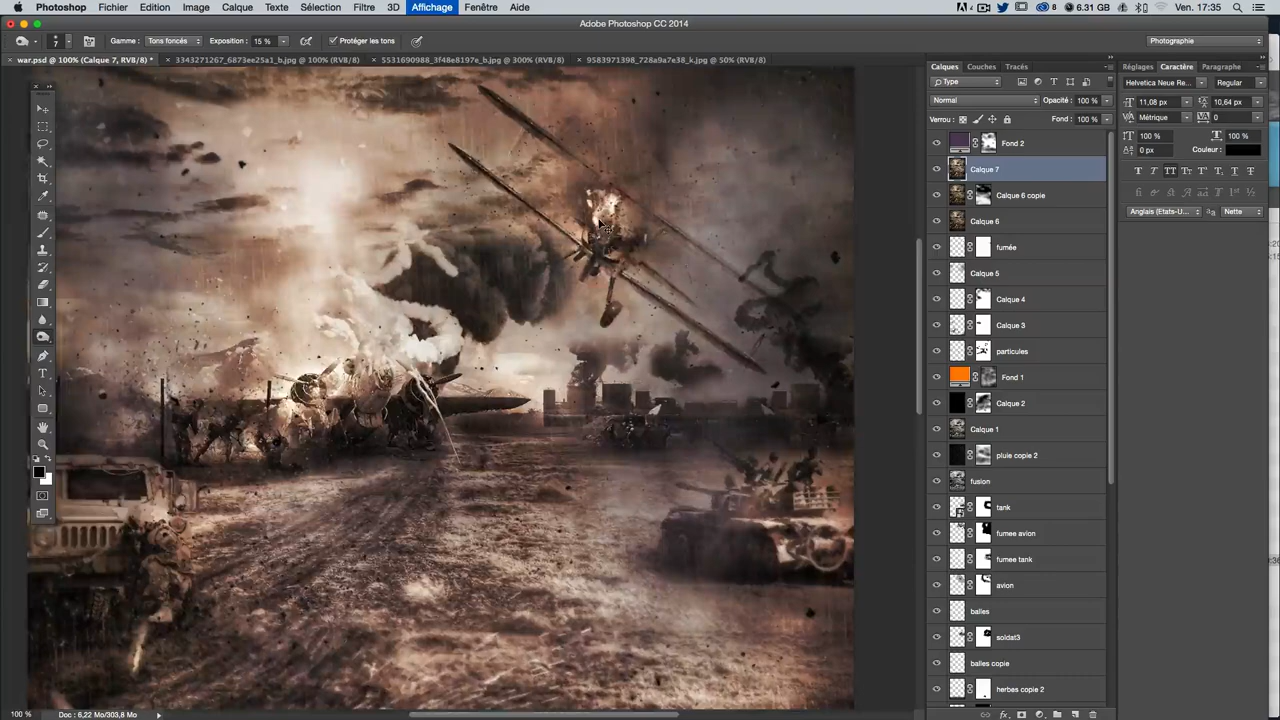 Photoshop Fichier Edition Image Calque Texte Sélection Filtre 3D Affichage Fenêtre Aide
4 8 6.31 GB Ven. 17:35
Adobe Photoshop CC 2014
7 Gamme : Tons foncés Exposition : 15 % Protéger les tons Photographie
war.psd @ 100% (Calque 7, RVB/8) * × 3343271267_6873ee25a1_b.jpg @ 100% (RVB/8) × 5531690988_3f48e8197e_b.jpg @ 300% (RVB/8) × 9583971398_728a9a7e38_k.jpg @ 50% (RVB/8)
Calques Couches Tracés
Type
Normal Opacité : 100 %
Verrou : Fond : 100 %
Fond 2
Calque 7
Calque 6 copie
Calque 6
fumée
Calque 5
Calque 4
Calque 3
particules
Fond 1
Calque 2
Calque 1
pluie copie 2
fusion
tank
fumee avion
fumee tank
avion
balles
soldat3
balles copie
herbes copie 2
Réglages Caractère Paragraphe
Helvetica Neue Re... Regular
11,08 px 10,64 px
Métrique 0
100 % 100 %
0 px Couleur :
Anglais (Etats-U... Nette
100 % Doc : 6,22 Mo/303,8 Mo